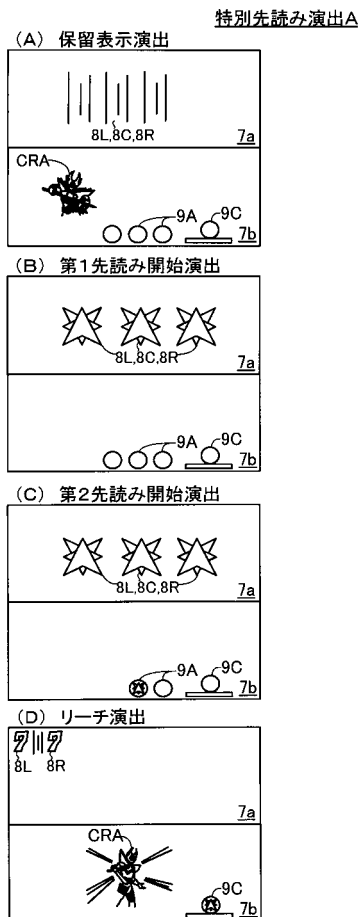 特別先読み演出A
(A) 保留表示演出
8L,8C,8R
7a
CRA
9A
9C
7b
(B) 第1先読み開始演出
8L,8C,8R
7a
9A
9C
7b
(C) 第2先読み開始演出
8L,8C,8R
7a
9A
9C
7b
(D) リーチ演出
7 7
8L
8R
7a
CRA
9C
7b